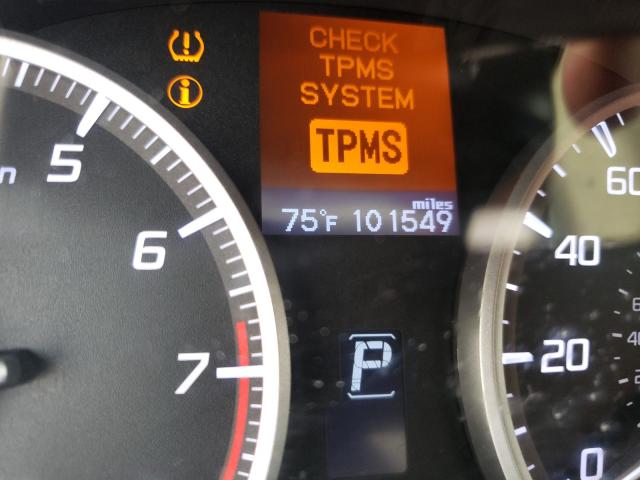 CHECK
TPMS
SYSTEM
TPMS
miles
75°F 101549
5
6
7
P
60
40
20
0